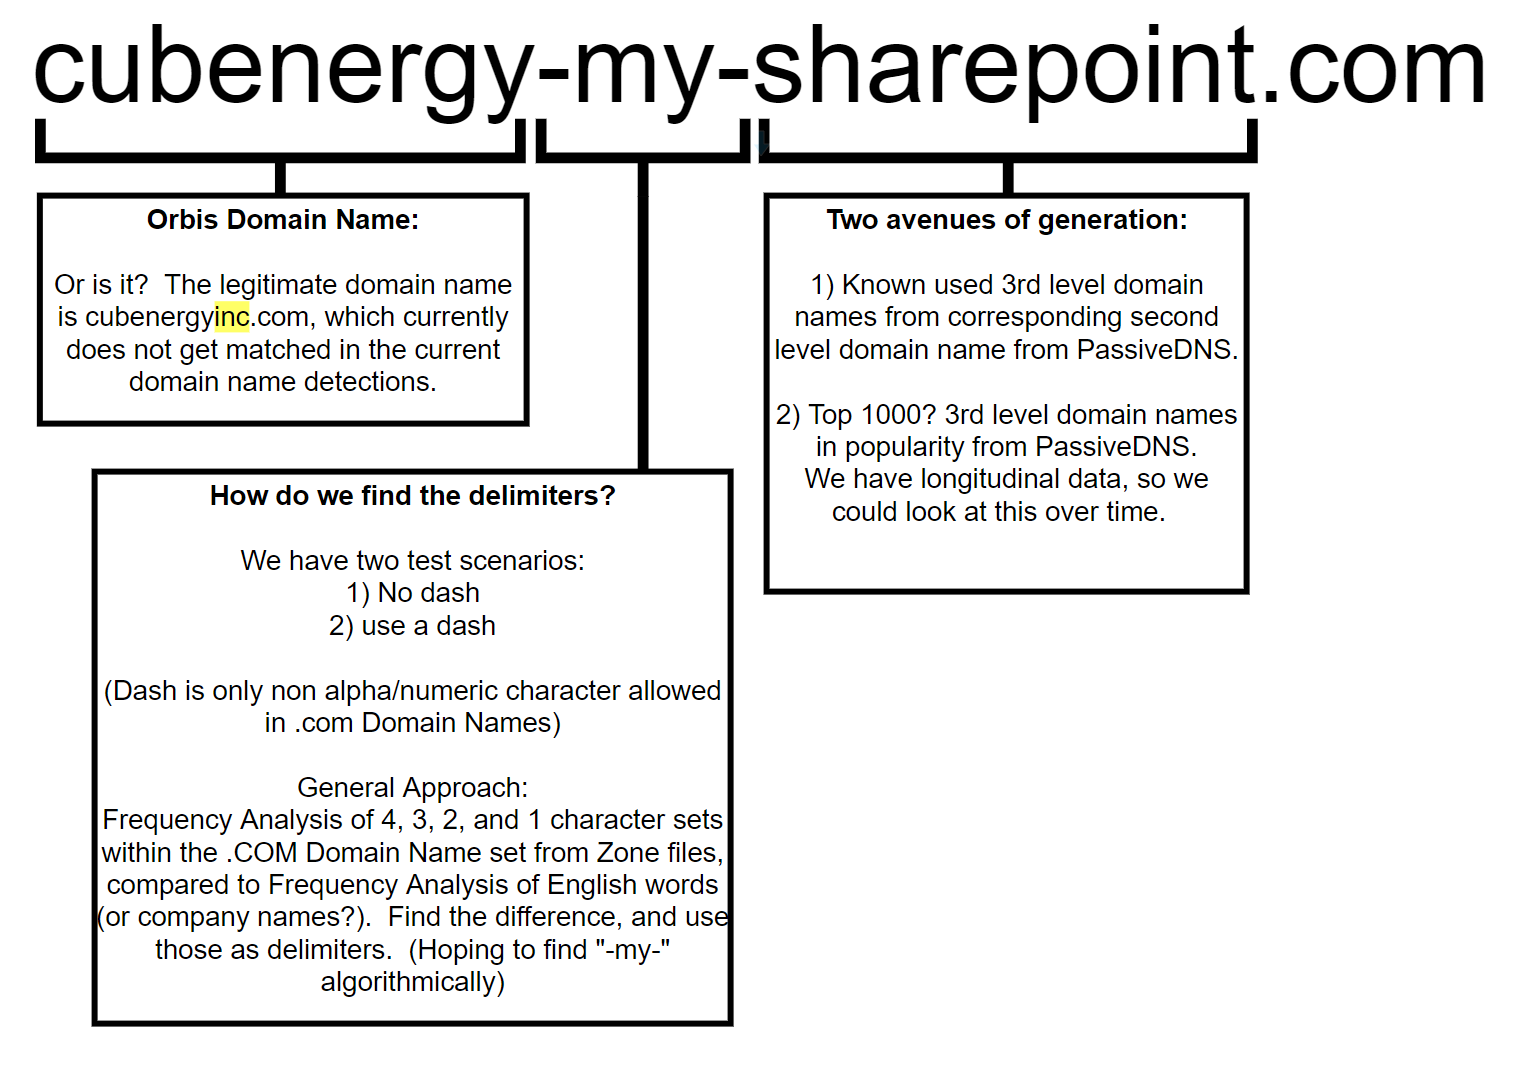 cubenergy-my-sharepoint.com
Orbis Domain Name:
Or is it?  The legitimate domain name
is cubenergyinc.com, which currently
does not get matched in the current
domain name detections.
How do we find the delimiters?
We have two test scenarios:
1) No dash
2) use a dash
(Dash is only non alpha/numeric character allowed
in .com Domain Names)
General Approach:
Frequency Analysis of 4, 3, 2, and 1 character sets
within the .COM Domain Name set from Zone files,
compared to Frequency Analysis of English words
(or company names?).  Find the difference, and use
those as delimiters.  (Hoping to find "-my-"
algorithmically)
Two avenues of generation:
1) Known used 3rd level domain
names from corresponding second
level domain name from PassiveDNS.
2) Top 1000? 3rd level domain names
in popularity from PassiveDNS.
We have longitudinal data, so we
could look at this over time.